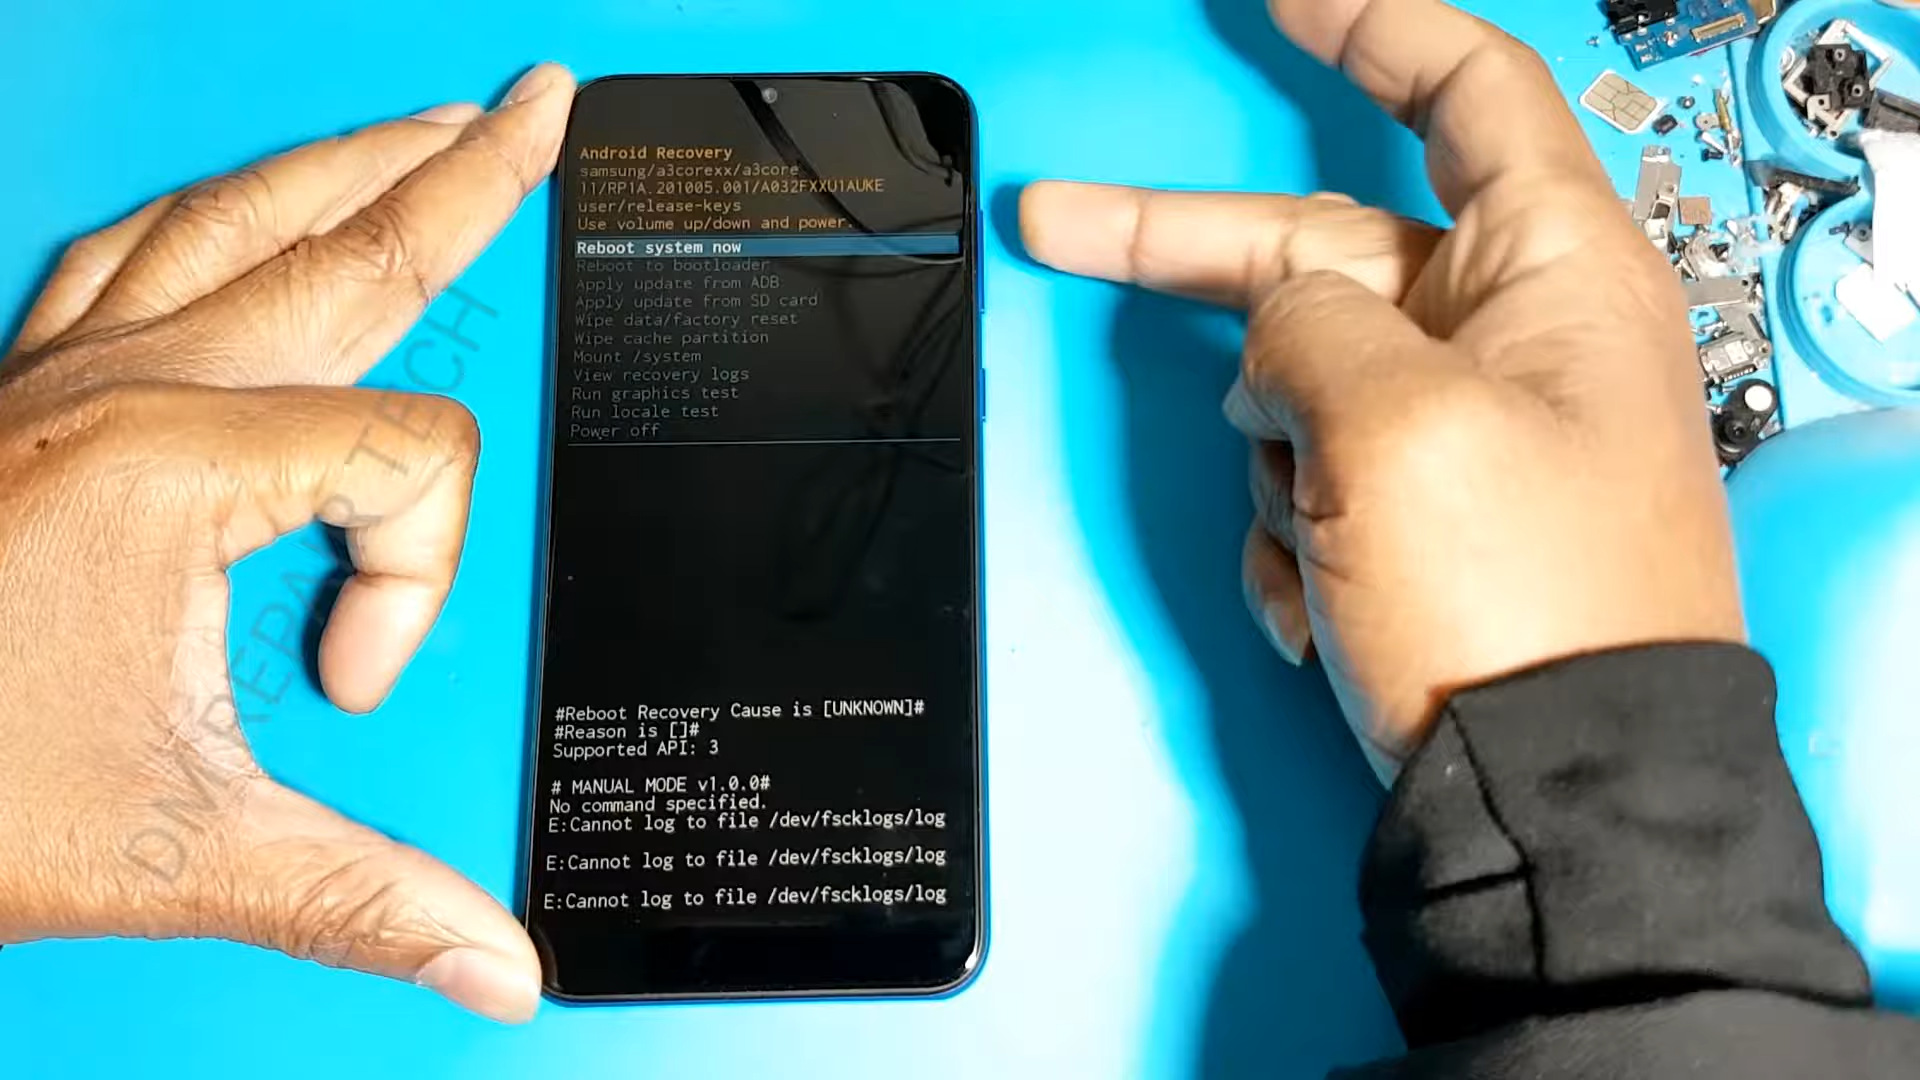 Android Recovery
samsung/a3corexx/a3core
11/RP1A.201005.001/A032FXXU1AUKE
user/release-keys
Use volume up/down and power.
Reboot system now
Reboot to bootloader
Apply update from ADB
Apply update from SD card
Wipe data/factory reset
Wipe cache partition
Mount /system
View recovery logs
Run graphics test
Run locale test
Power off
#Reboot Recovery Cause is [UNKNOWN]#
#Reason is []#
Supported API: 3
# MANUAL MODE v1.0.0#
No command specified.
E:Cannot log to file /dev/fscklogs/log
E:Cannot log to file /dev/fscklogs/log
E:Cannot log to file /dev/fscklogs/log
DM REPAIR TECH